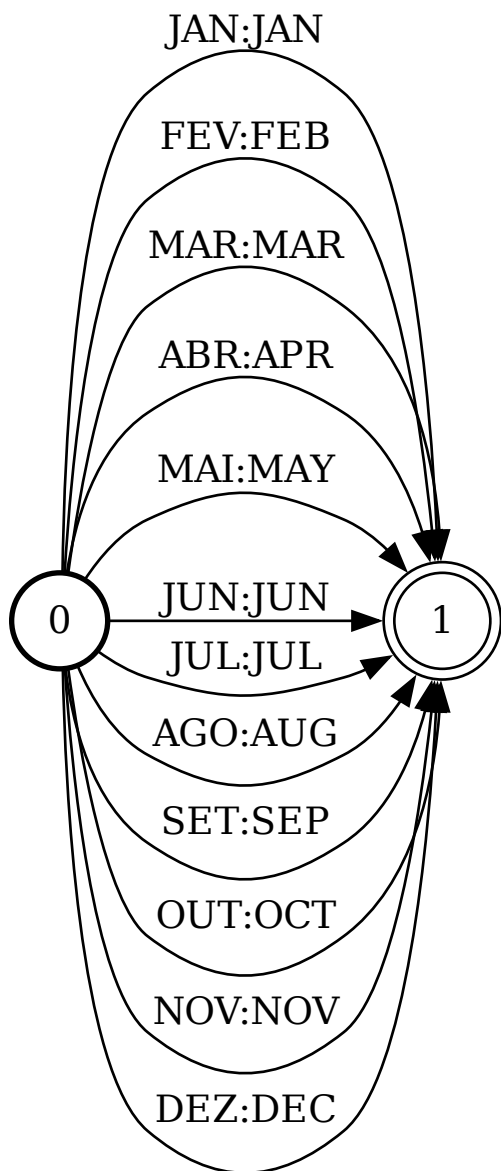 JAN:JAN
FEV:FEB
MAR:MAR
ABR:APR
MAI:MAY
0
JUN:JUN
1
JUL:JUL
AGO:AUG
SET:SEP
OUT:OCT
NOV:NOV
DEZ:DEC